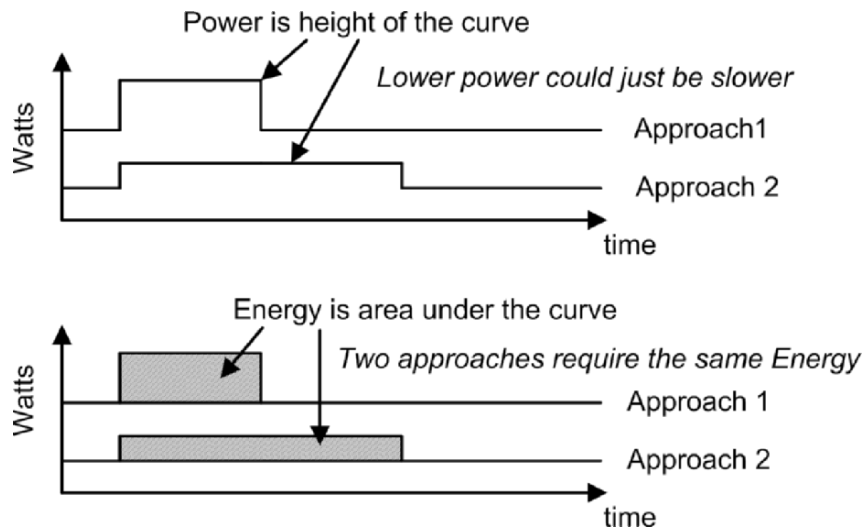 Power is height of the curve
Lower power could just be slower
Watts
Approach1
Approach 2
time
Energy is area under the curve
Two approaches require the same Energy
Watts
Approach 1
Approach 2
time